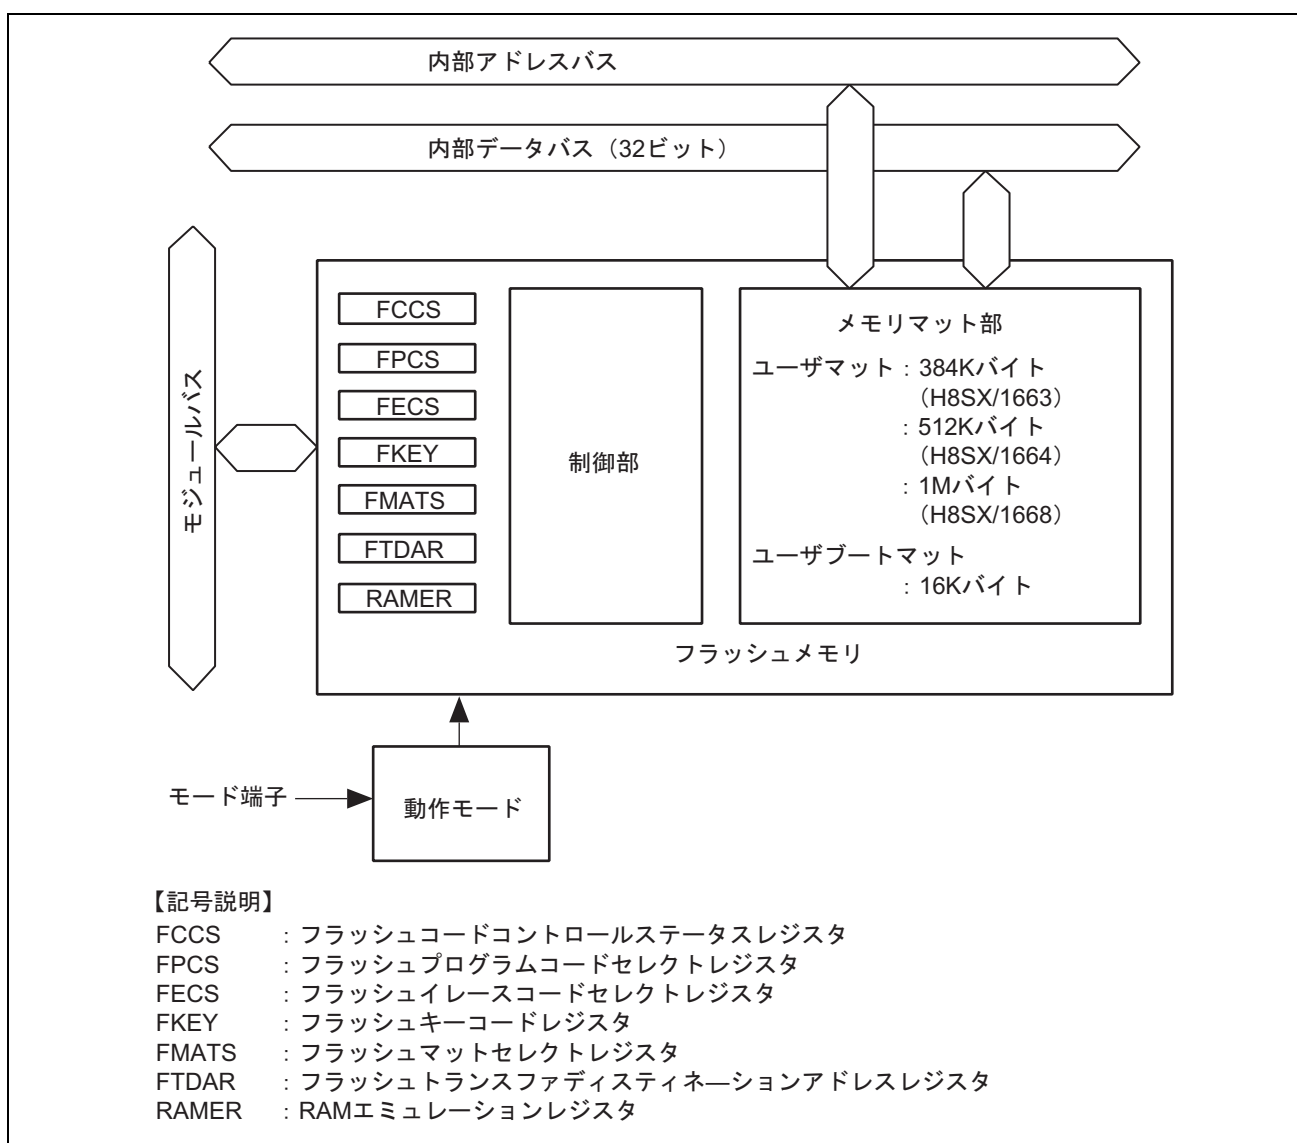 内部アドレスバス
内部データバス（32ビット）
モジュールバス
FCCS
FPCS
FECS
FKEY
FMATS
FTDAR
RAMER
制御部
メモリマット部
ユーザマット：384Kバイト
（H8SX/1663）
：512Kバイト
（H8SX/1664）
：1Mバイト
（H8SX/1668）
ユーザブートマット
：16Kバイト
フラッシュメモリ
モード端子
動作モード
【記号説明】
FCCS ：フラッシュコードコントロールステータスレジスタ
FPCS ：フラッシュプログラムコードセレクトレジスタ
FECS ：フラッシュイレースコードセレクトレジスタ
FKEY ：フラッシュキーコードレジスタ
FMATS ：フラッシュマットセレクトレジスタ
FTDAR ：フラッシュトランスファディスティネ―ションアドレスレジスタ
RAMER ：RAMエミュレーションレジスタ